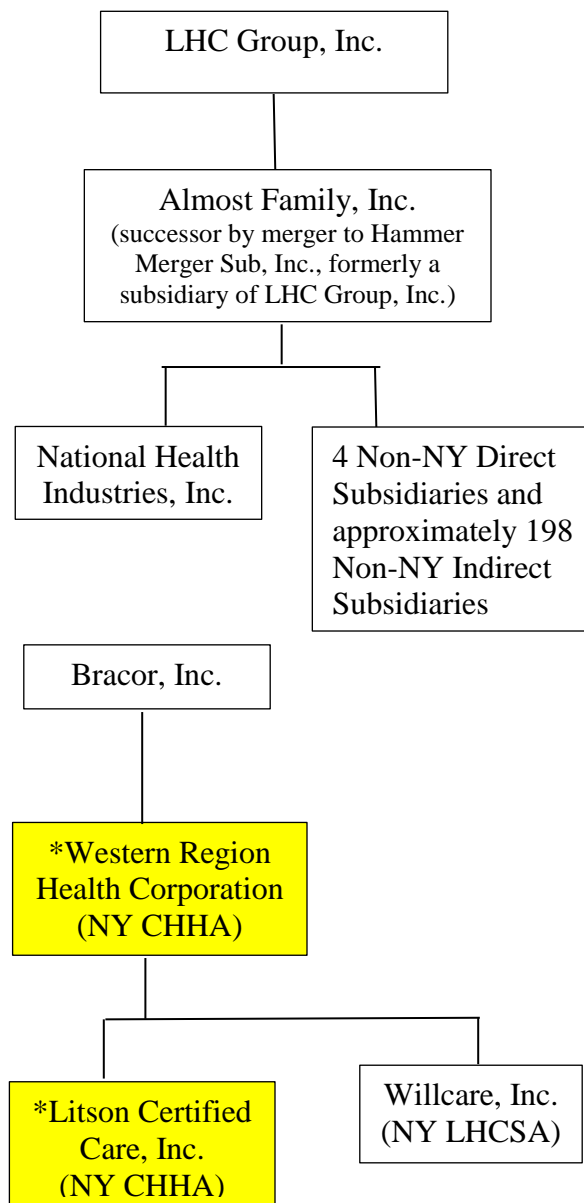 LHC Group, Inc.
Almost Family, Inc.
(successor by merger to Hammer
Merger Sub, Inc., formerly a
subsidiary of LHC Group, Inc.)
National Health
Industries, Inc.
4 Non-NY Direct
Subsidiaries and
approximately 198
Non-NY Indirect
Subsidiaries
Bracor, Inc.
*Western Region
Health Corporation
(NY CHHA)
*Litson Certified
Care, Inc.
(NY CHHA)
Willcare, Inc.
(NY LHCSA)